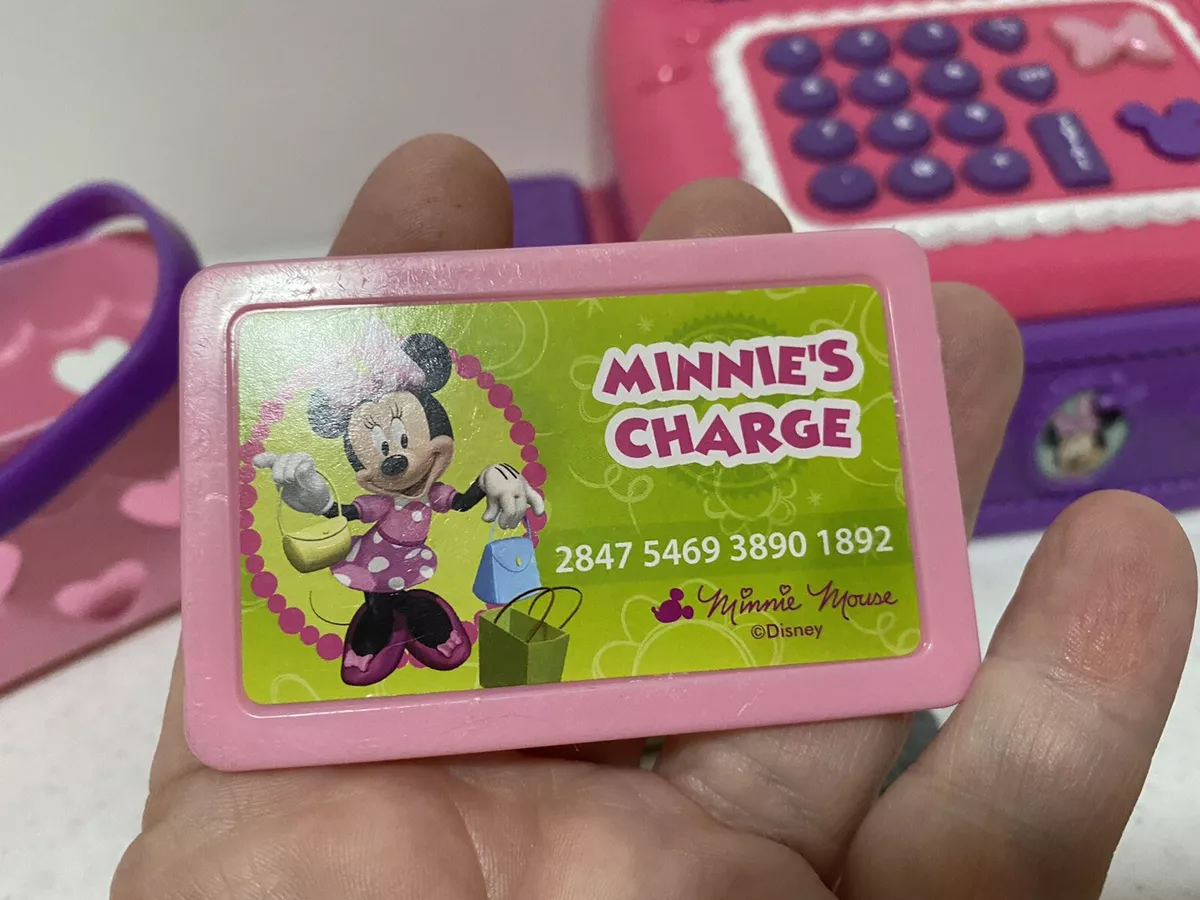 MINNIE'S
CHARGE
2847 5469 3890 1892
Minnie Mouse
©Disney